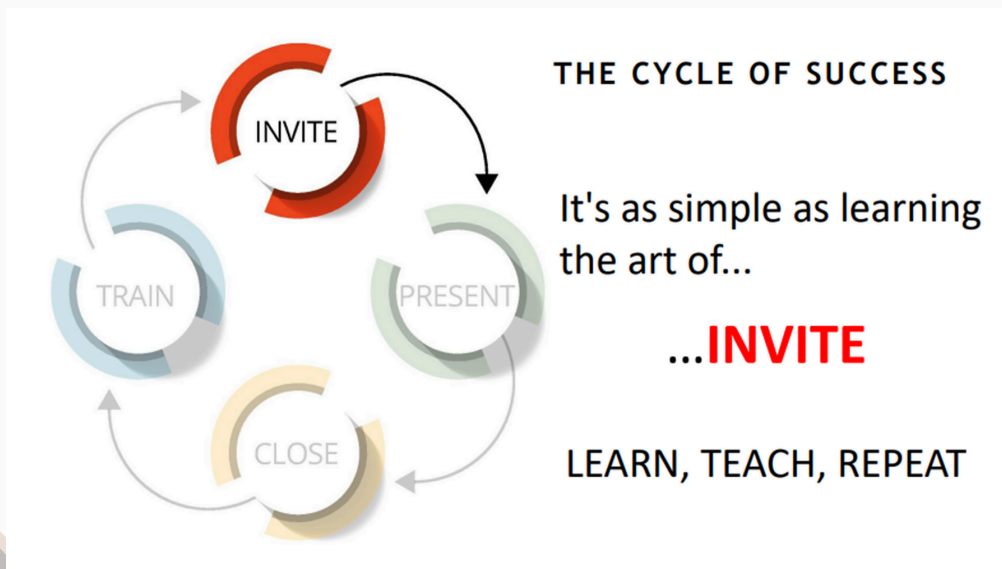 THE CYCLE OF SUCCESS
INVITE
TRAIN
PRESENT
CLOSE
It's as simple as learning
the art of...
...INVITE
LEARN, TEACH, REPEAT